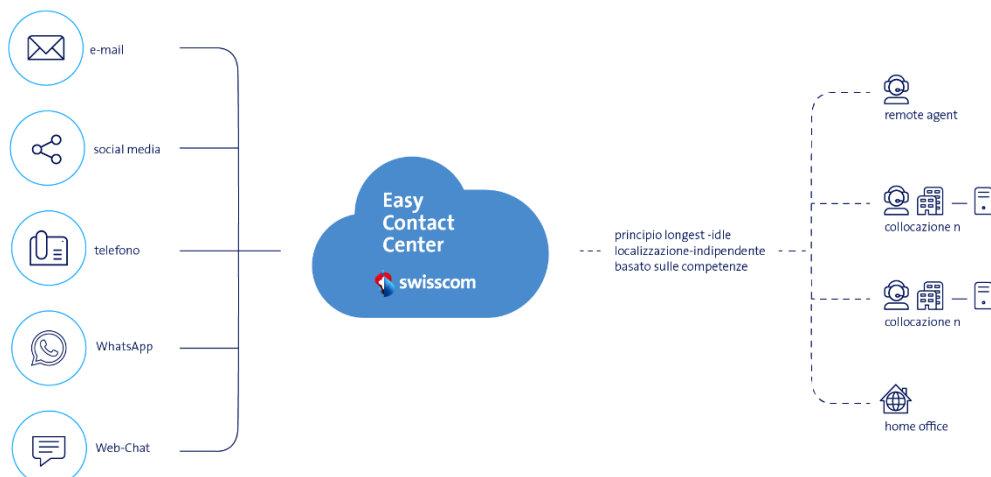 e-mail
social media
telefono
WhatsApp
Web-Chat
Easy
Contact
Center
swisscom
principio longest -idle
localizzazione-indipendente
basato sulle competenze
remote agent
collocazione n
collocazione n
home office